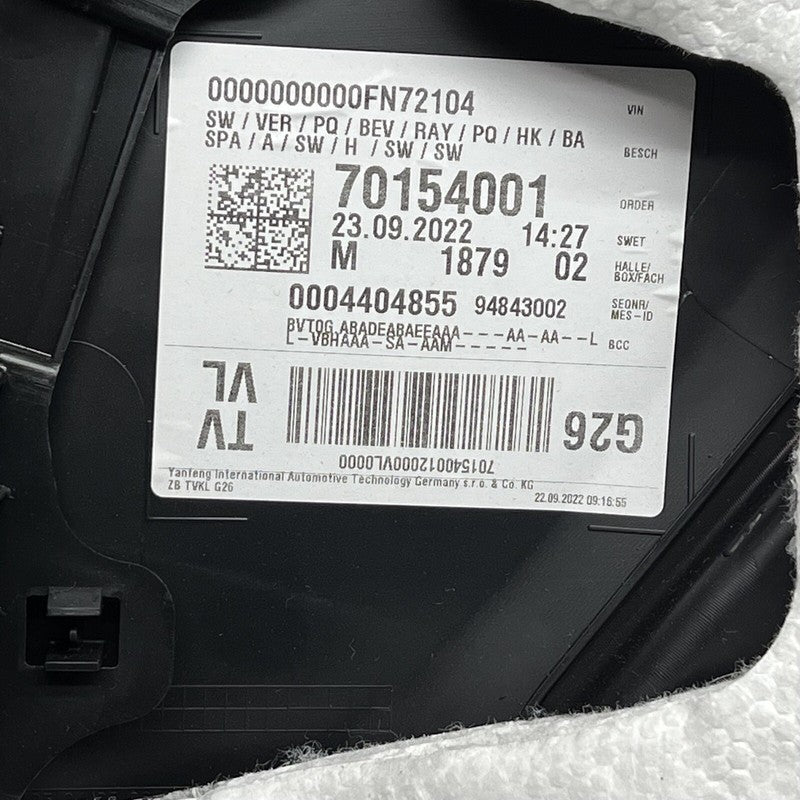 0000000000FN72104 VIN
SW / VER / PQ / BEV / RAY / PQ / HK / BA
SPA / A / SW / H / SW / SW BESCH
70154001 ORDER
23.09.2022 14:27 SWET
M 1879 02 HALLE/
BOX/FACH
0004404855 94843002 SEQNR/
MES-ID
BVTOG ABADEABAEEAAA---AA-AA--L
L-VBHAAA-SA-AAM----- BCC
TV
VL
G26
7015400120000VL0000
Yanfeng International Automotive Technology Germany s.r.o. & Co. KG
ZB TVKL G26 22.09.2022 09:16:55